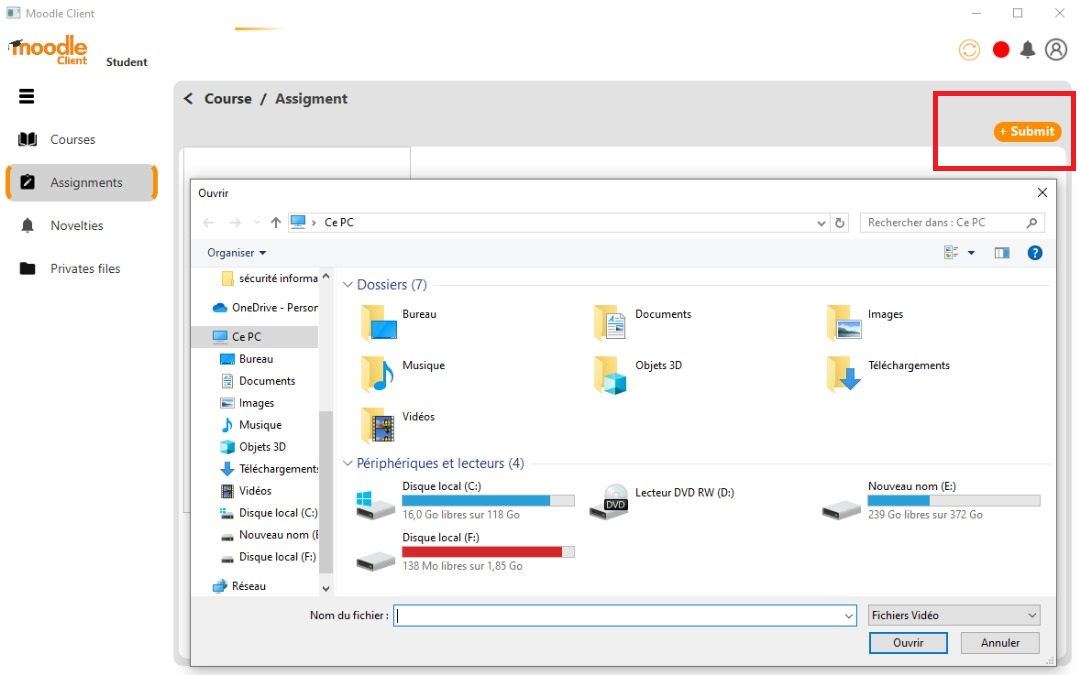 Moodle Client
moodle
Client
Student
Course / Assigment
+ Submit
Courses
Assignments
Novelties
Privates files
Ouvrir
Ce PC
Rechercher dans : Ce PC
Organiser
sécurité informa
OneDrive - Person
Ce PC
Bureau
Documents
Images
Musique
Objets 3D
Téléchargements
Vidéos
Disque local (C:)
Nouveau nom (E
Disque local (F:)
Réseau
Dossiers (7)
Bureau
Documents
Images
Musique
Objets 3D
Téléchargements
Vidéos
Périphériques et lecteurs (4)
Disque local (C:)
16,0 Go libres sur 118 Go
DVD
Lecteur DVD RW (D:)
Nouveau nom (E:)
239 Go libres sur 372 Go
Disque local (F:)
138 Mo libres sur 1,85 Go
Nom du fichier :
Fichiers Vidéo
Ouvrir
Annuler